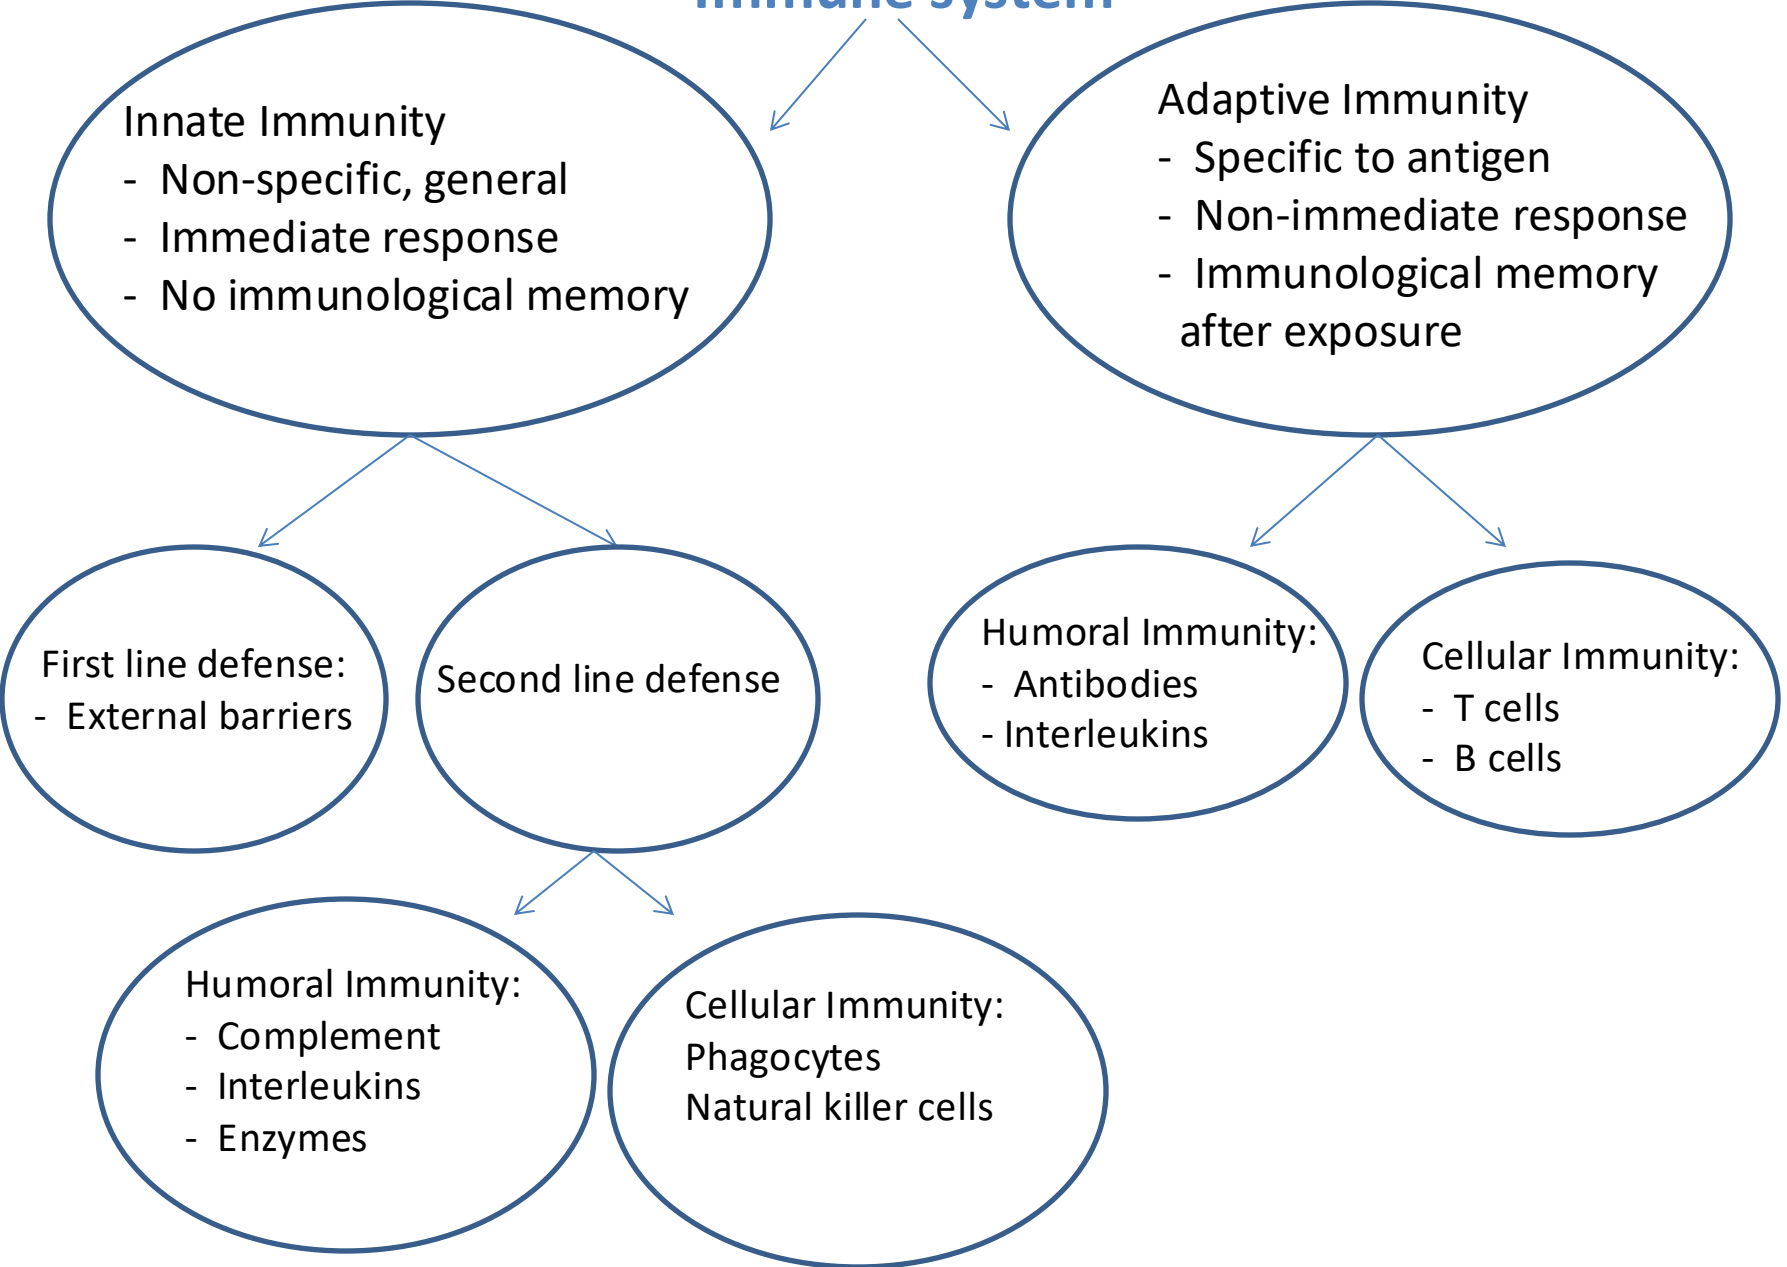 Immune system
Innate Immunity
- Non-specific, general
- Immediate response
- No immunological memory
Adaptive Immunity
- Specific to antigen
- Non-immediate response
- Immunological memory
after exposure
First line defense:
- External barriers
Second line defense
Humoral Immunity:
- Antibodies
- Interleukins
Cellular Immunity:
- T cells
- B cells
Humoral Immunity:
- Complement
- Interleukins
- Enzymes
Cellular Immunity:
Phagocytes
Natural killer cells